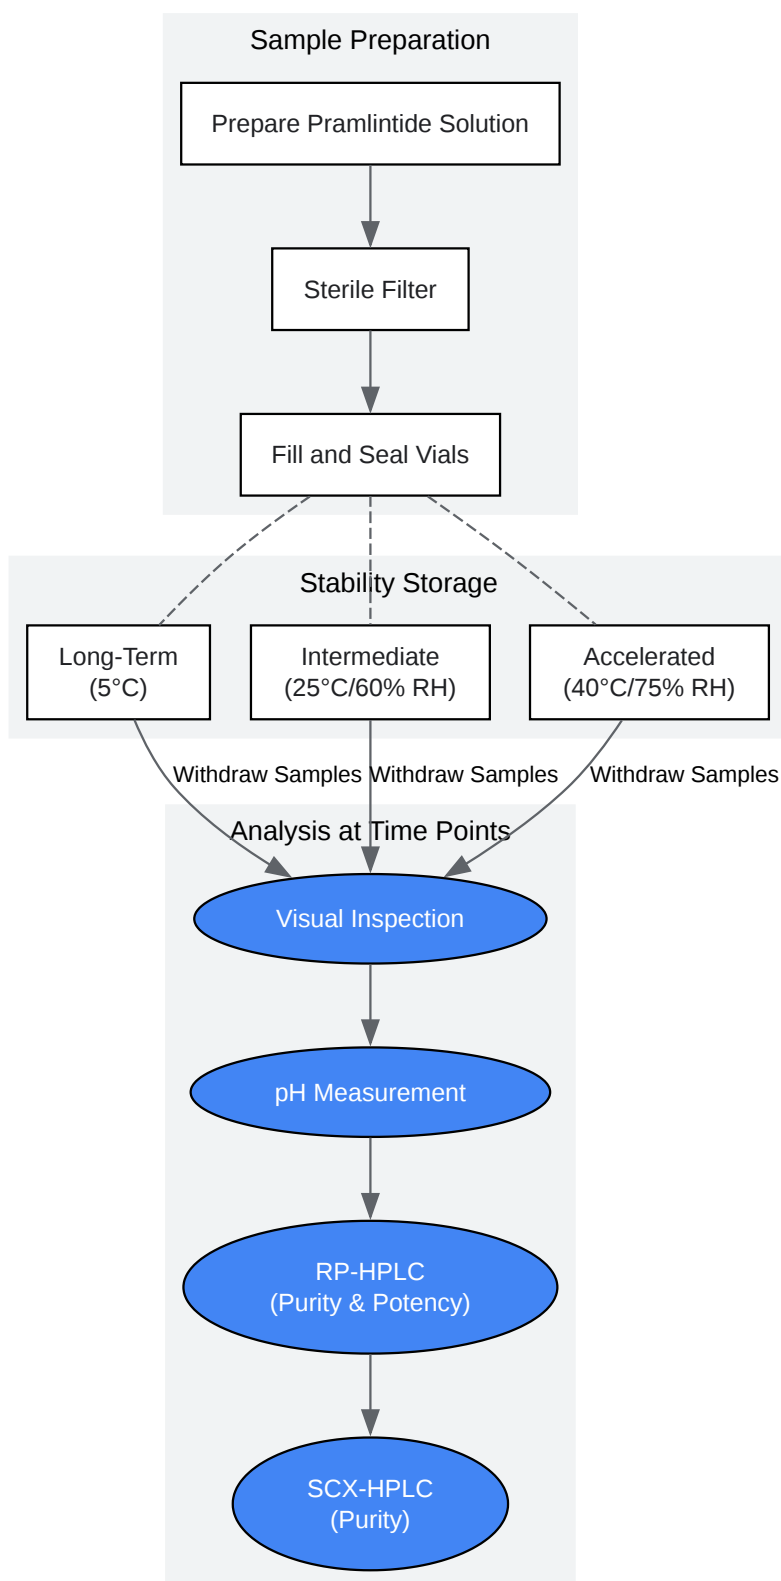 Sample Preparation
Prepare Pramlintide Solution
Sterile Filter
Fill and Seal Vials
Stability Storage
Long-Term
(5°C)
Intermediate
(25°C/60% RH)
Accelerated
(40°C/75% RH)
Withdraw Samples
Withdraw Samples
Withdraw Samples
Analysis at Time Points
Visual Inspection
pH Measurement
RP-HPLC
(Purity & Potency)
SCX-HPLC
(Purity)